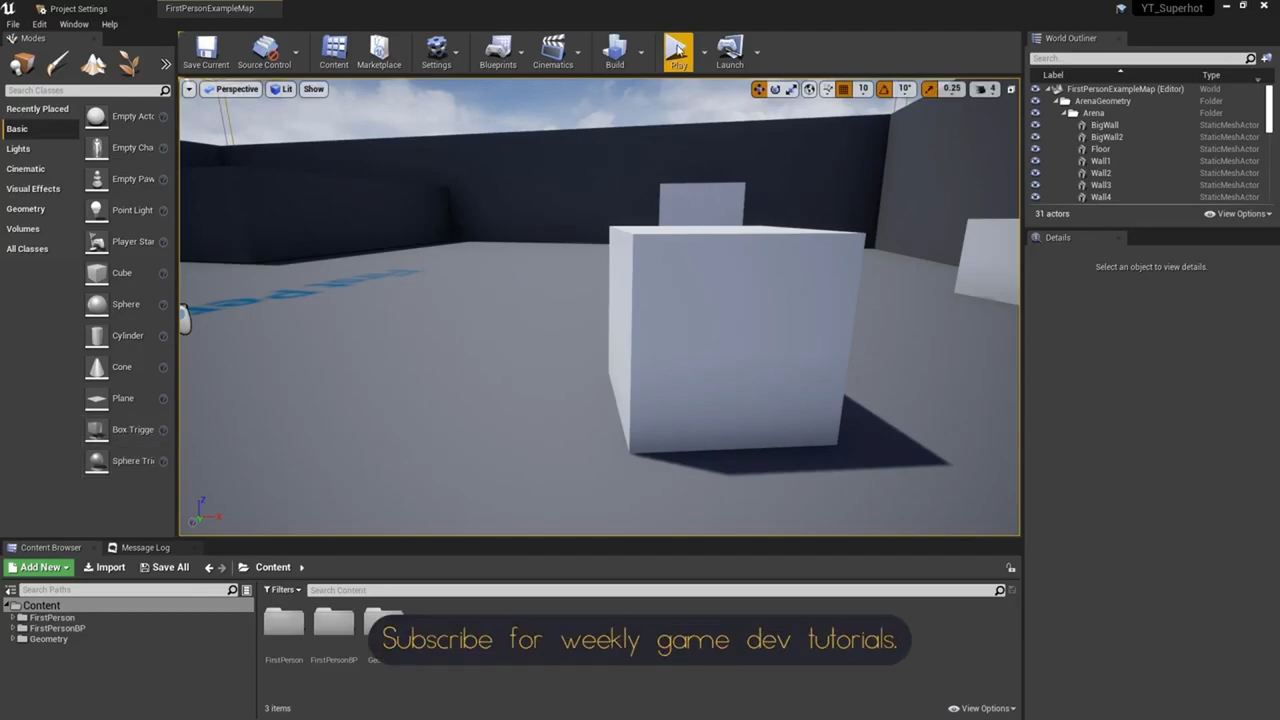 Project Settings
FirstPersonExampleMap
YT_Superhot
File Edit Window Help
Modes
Search Classes
Recently Placed
Basic
Lights
Cinematic
Visual Effects
Geometry
Volumes
All Classes
Empty Acto
Empty Cha
Empty Paw
Point Light
Player Star
Cube
Sphere
Cylinder
Cone
Plane
Box Trigge
Sphere Tri
Save Current
Source Control
Content
Marketplace
Settings
Blueprints
Cinematics
Build
Play
Launch
Perspective Lit Show
10 10° 0.25 4
World Outliner
Search...
Label Type
FirstPersonExampleMap (Editor) World
ArenaGeometry Folder
Arena Folder
BigWall StaticMeshActor
BigWall2 StaticMeshActor
Floor StaticMeshActor
Wall1 StaticMeshActor
Wall2 StaticMeshActor
Wall3 StaticMeshActor
Wall4 StaticMeshActor
31 actors View Options
Details
Select an object to view details.
Z
X
Content Browser Message Log
Add New Import Save All Content
Search Paths Filters Search Content
Content
FirstPerson
FirstPersonBP
Geometry
FirstPerson FirstPersonBP
Subscribe for weekly game dev tutorials.
3 items View Options